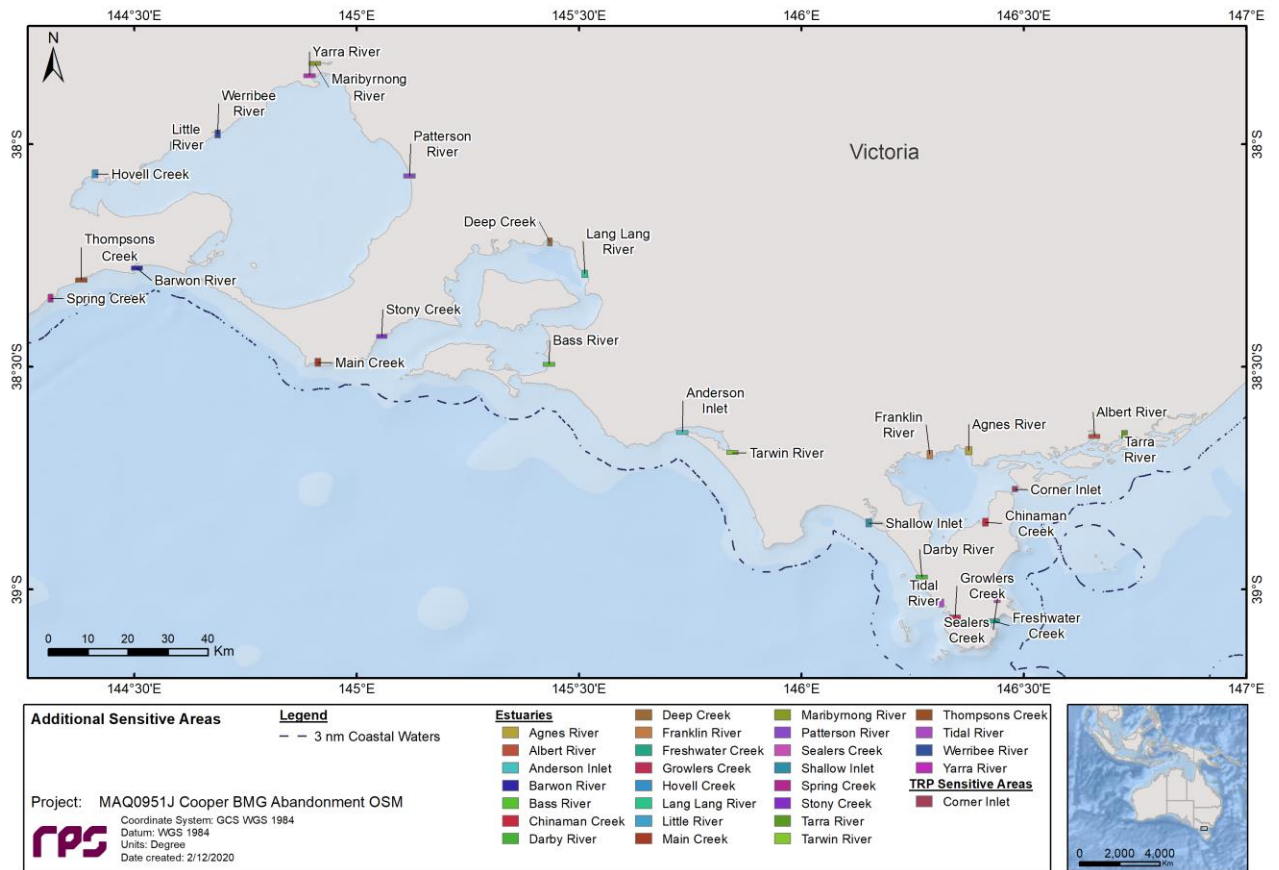 144°30'E 145°E 145°30'E 146°E 146°30'E 147°E
N
Yarra River
Maribyrnong
River
Werribee
River
Little
River
Patterson
River
Victoria
38°S
38°S
Hovell Creek
Deep Creek
Lang Lang
River
Thompsons
Creek
Barwon River
Spring Creek
Stony Creek
Bass River
Main Creek
38°30'S
38°30'S
Anderson
Inlet
Tarwin River
Franklin
River
Agnes River
Albert River
Tarra
River
Corner Inlet
Shallow Inlet
Chinaman
Creek
Darby River
Growlers
Creek
Tidal
River
Sealers
Creek
Freshwater
Creek
39°S
39°S
0 10 20 30 40
Km
144°30'E 145°E 145°30'E 146°E 146°30'E 147°E
Additional Sensitive Areas
Legend
3 nm Coastal Waters
Project: MAQ0951J Cooper BMG Abandonment OSM
rps
Coordinate System: GCS WGS 1984
Datum: WGS 1984
Units: Degree
Date created: 2/12/2020
Estuaries
Agnes River
Albert River
Anderson Inlet
Barwon River
Bass River
Chinaman Creek
Darby River
Deep Creek
Franklin River
Freshwater Creek
Growlers Creek
Hovell Creek
Lang Lang River
Little River
Main Creek
Maribyrnong River
Patterson River
Sealers Creek
Shallow Inlet
Spring Creek
Stony Creek
Tarra River
Tarwin River
Thompsons Creek
Tidal River
Werribee River
Yarra River
TRP Sensitive Areas
Corner Inlet
0 2,000 4,000
Km